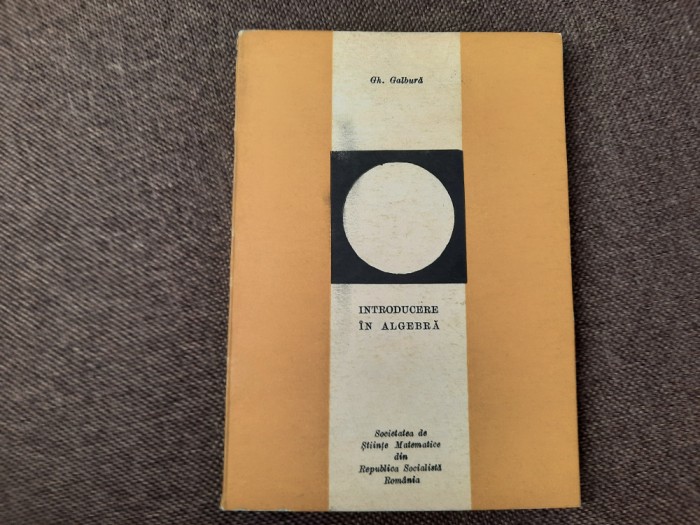 Gh. Galbură
INTRODUCERE
ÎN ALGEBRĂ
Societatea de
Științe Matematice
din
Republica Socialistă
România